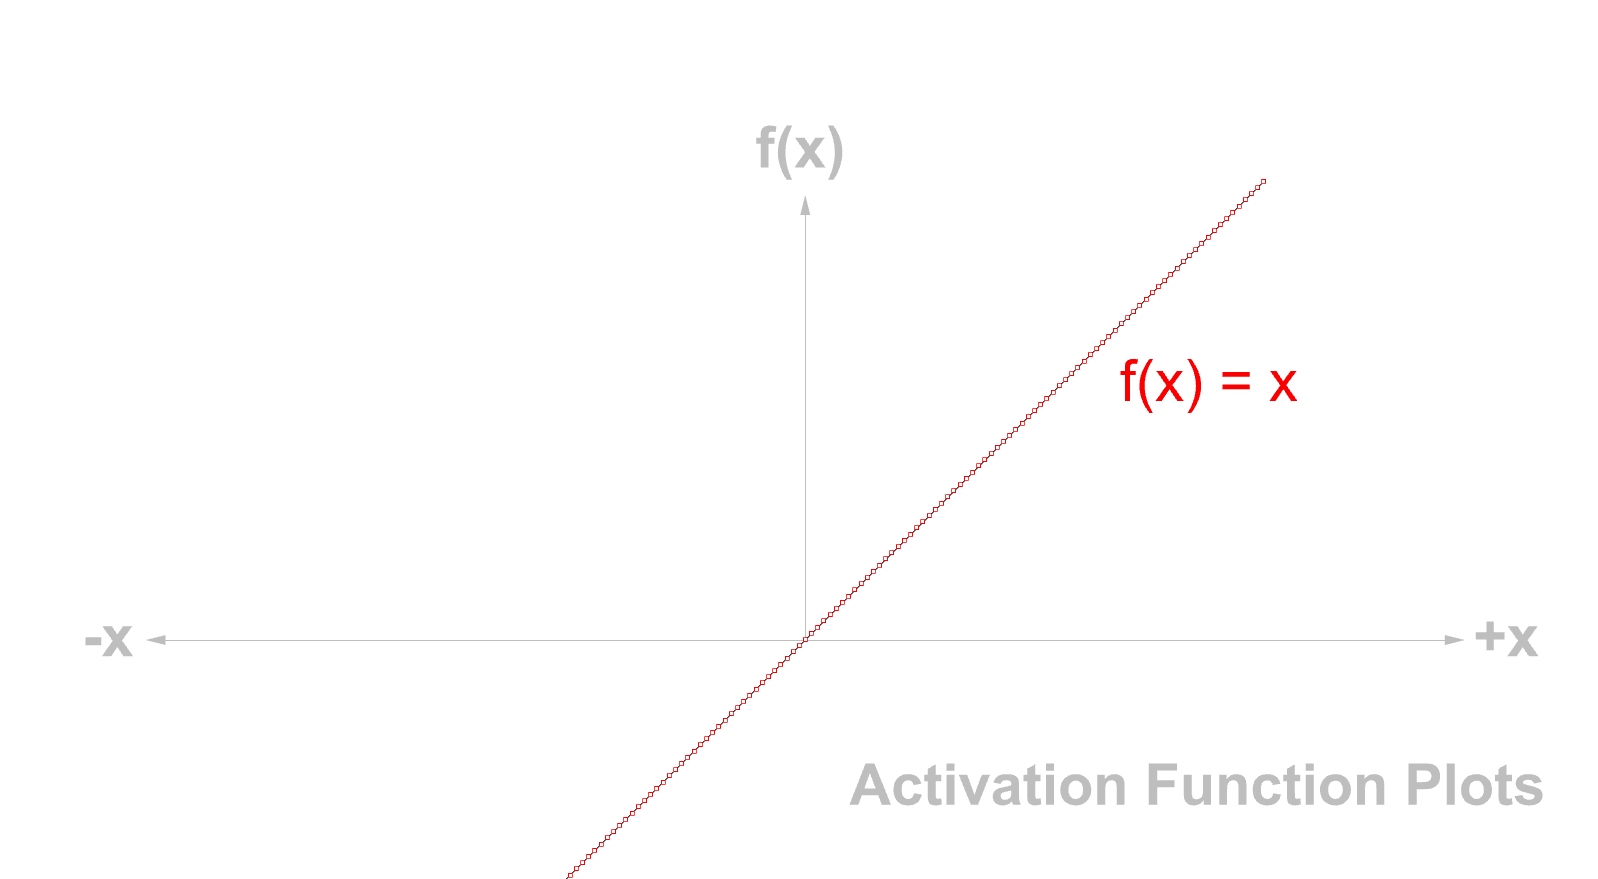 f(x)
f(x) = x
-x
+x
Activation Function Plots